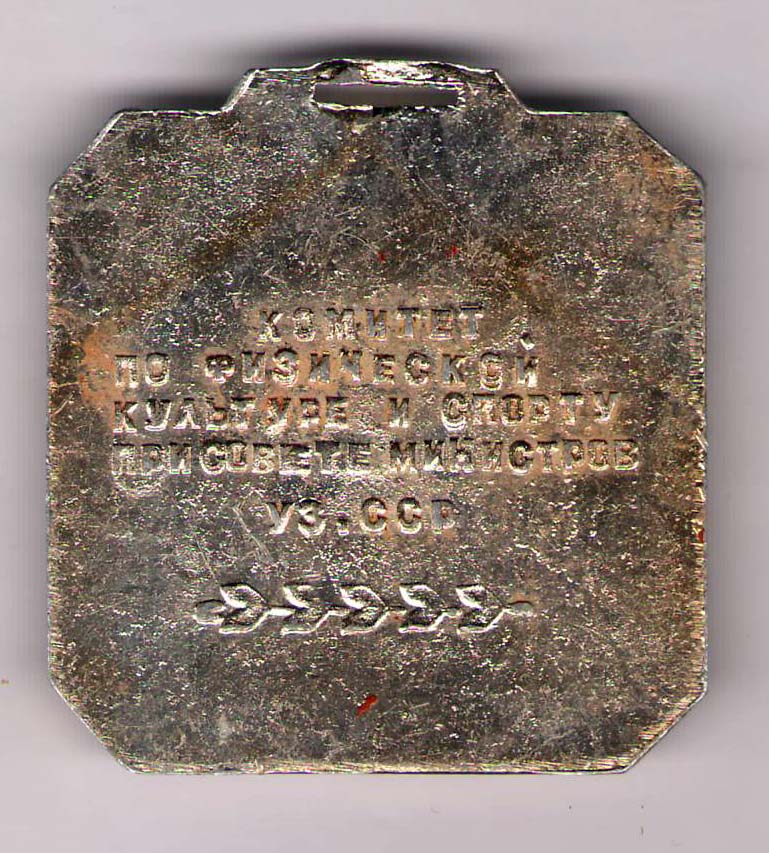 КОМИТЕТ
ПО ФИЗИЧЕСКОЙ
КУЛЬТУРЕ И СПОРТУ
ПРИ СОВЕТЕ МИНИСТРОВ
УЗ.ССР